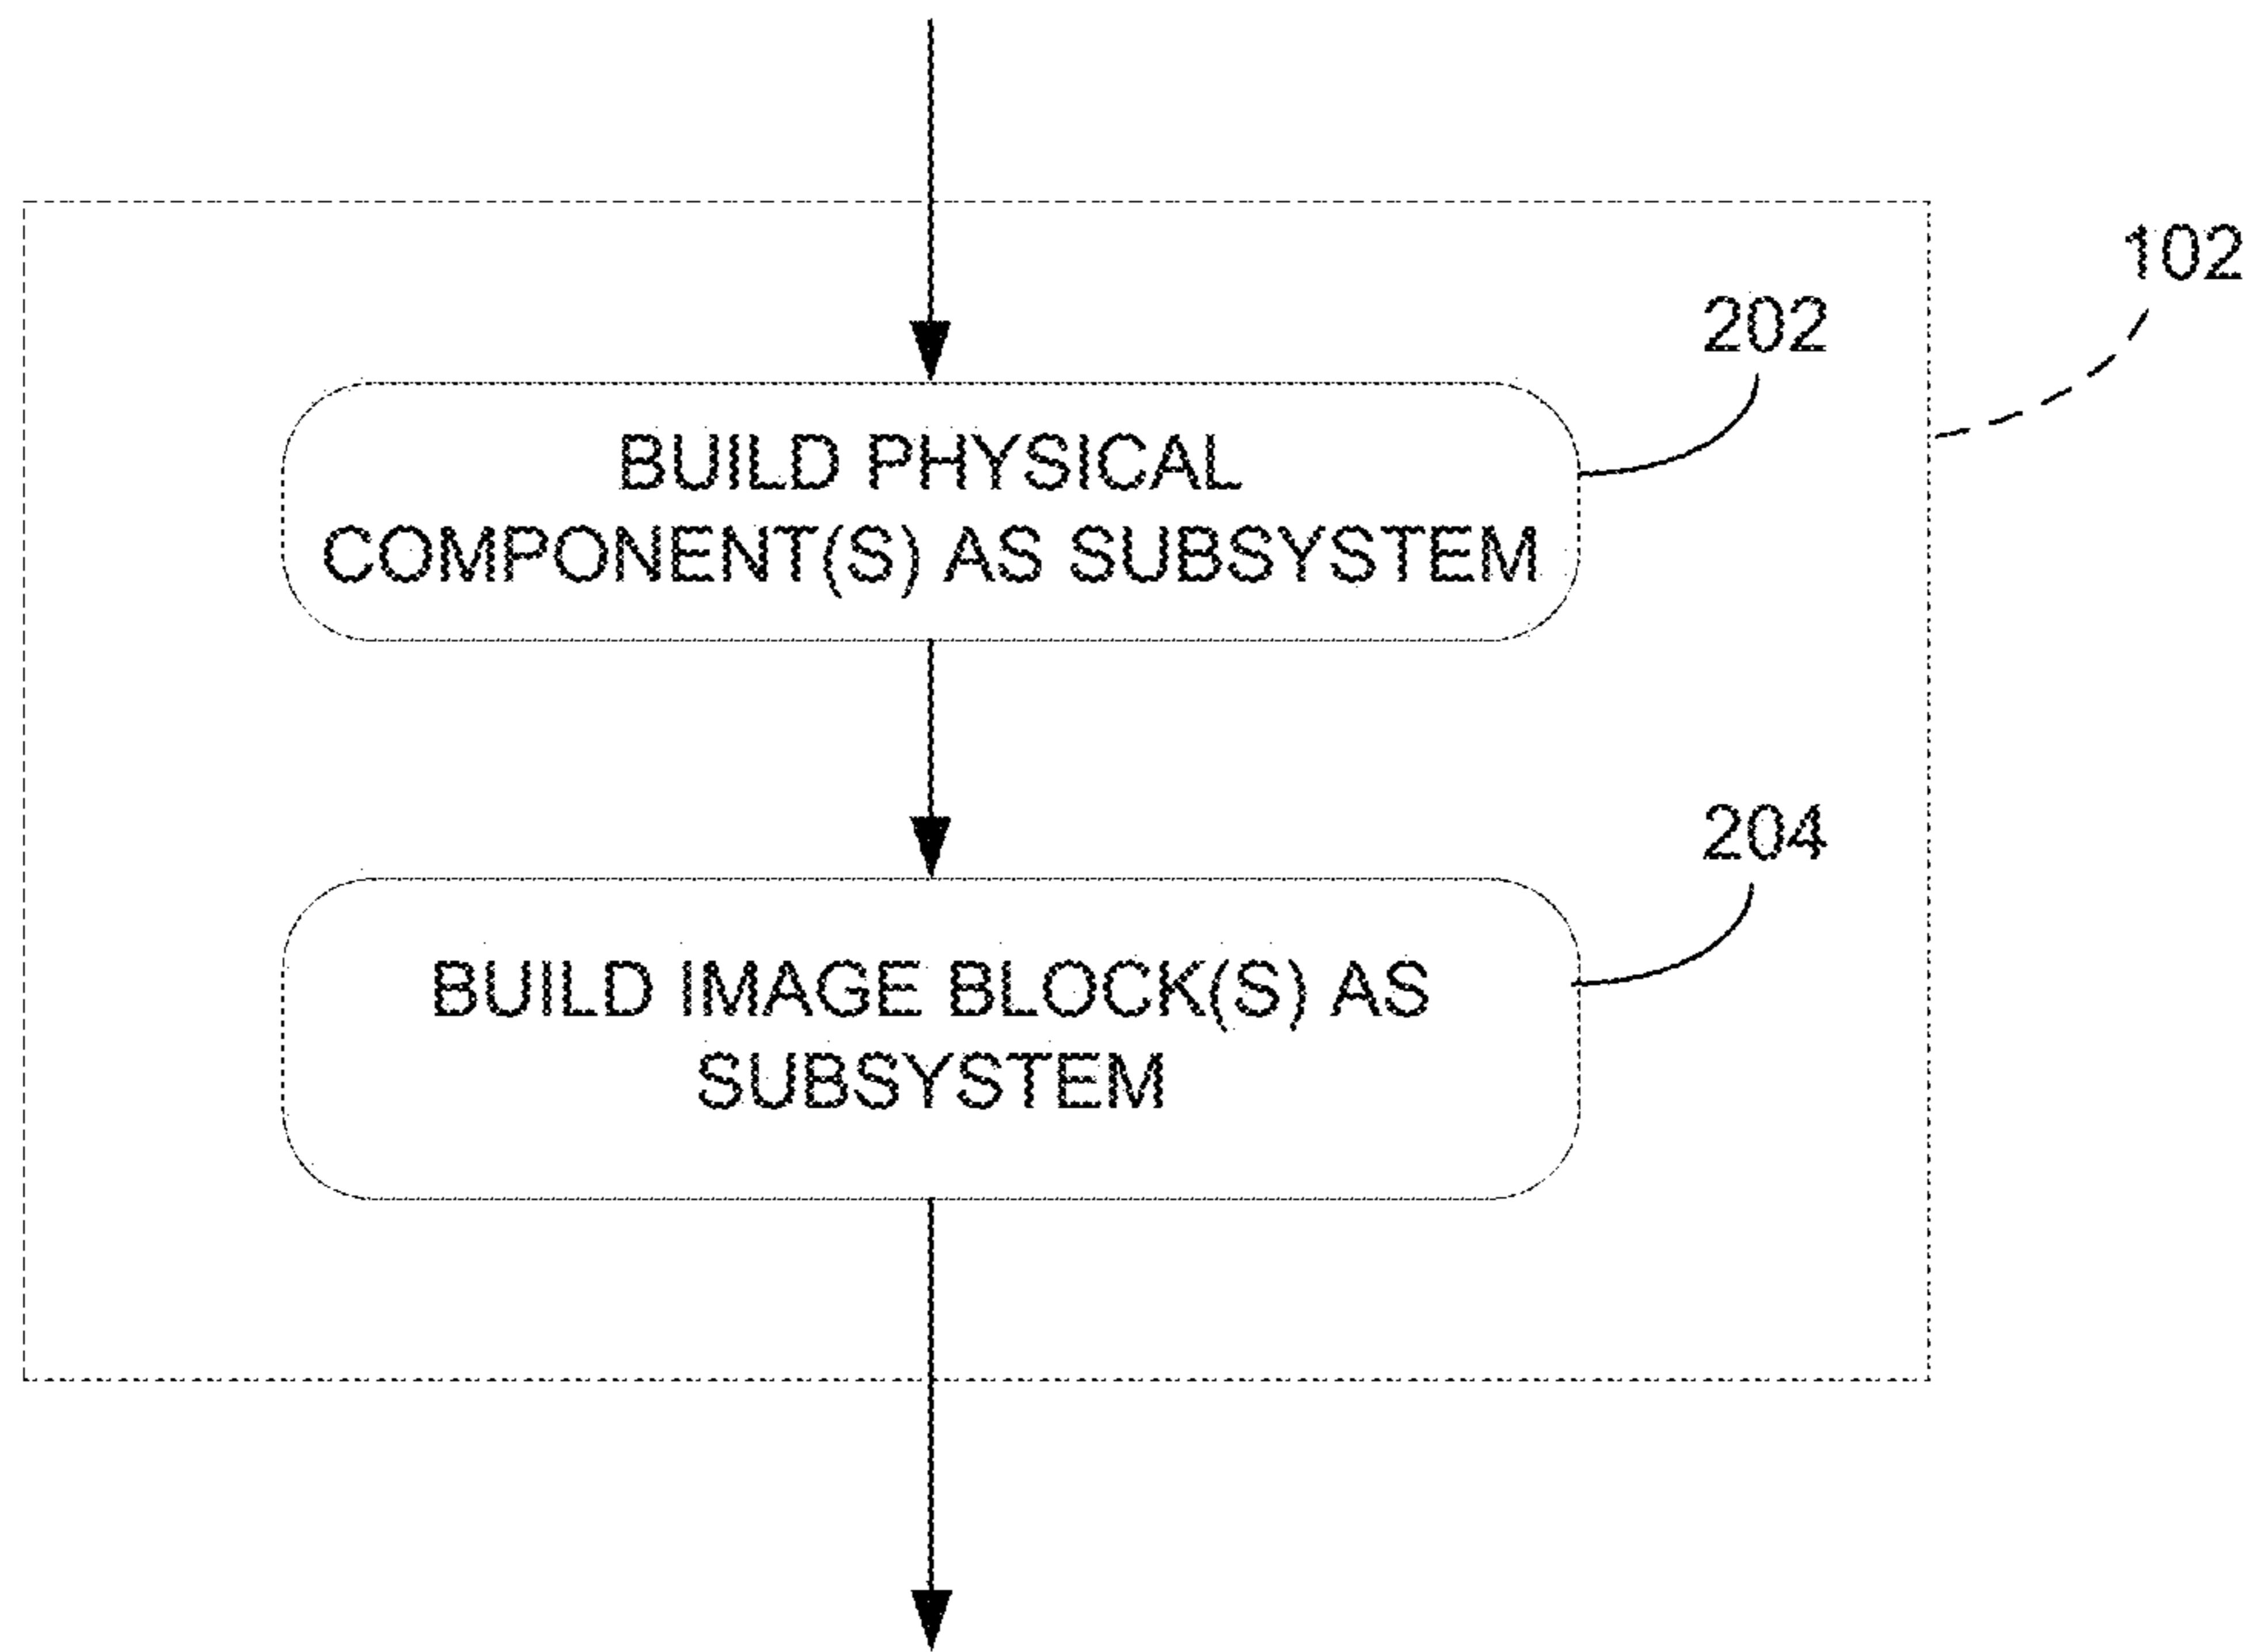 102
202
BUILD PHYSICAL
COMPONENT(S) AS SUBSYSTEM
204
BUILD IMAGE BLOCK(S) AS
SUBSYSTEM